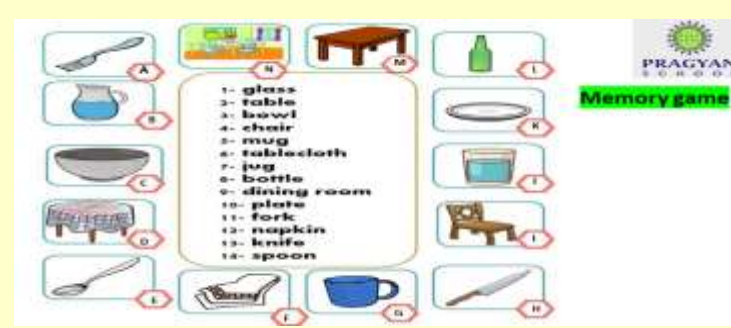 A
N
M
L
B
C
D
E
F
G
H
I
K
1- glass
2- table
3- bowl
4- chair
5- mug
6- tablecloth
7- jug
8- bottle
9- dining room
10- plate
11- fork
12- napkin
13- knife
14- spoon
PRAGYAN
SCHOOL
Memory game